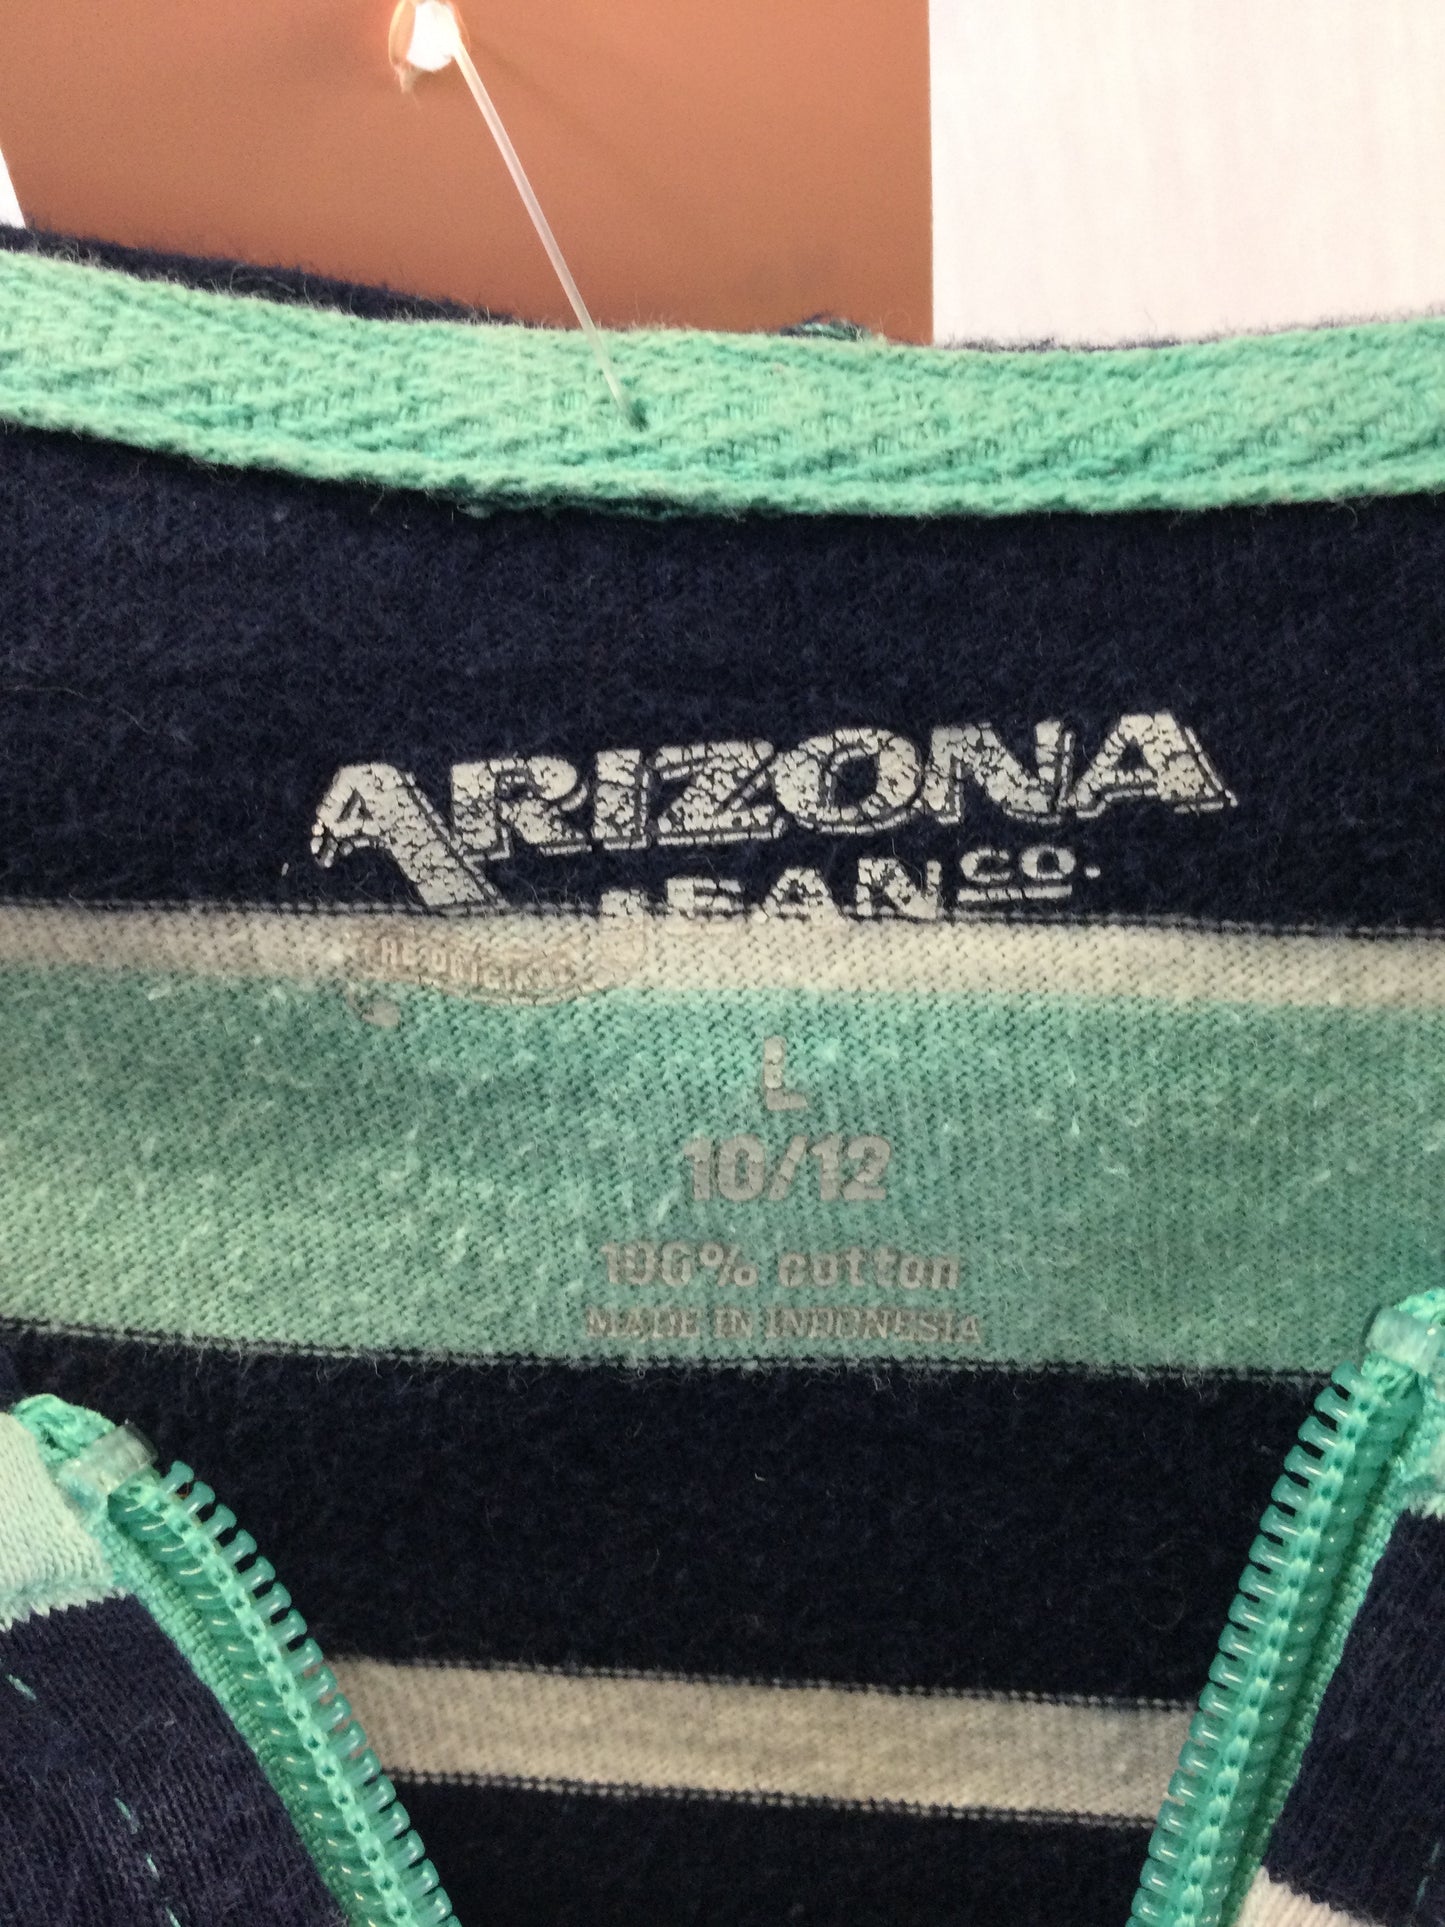 ARIZONA
JEAN CO.
L
10/12
100% cotton
MADE IN INDONESIA